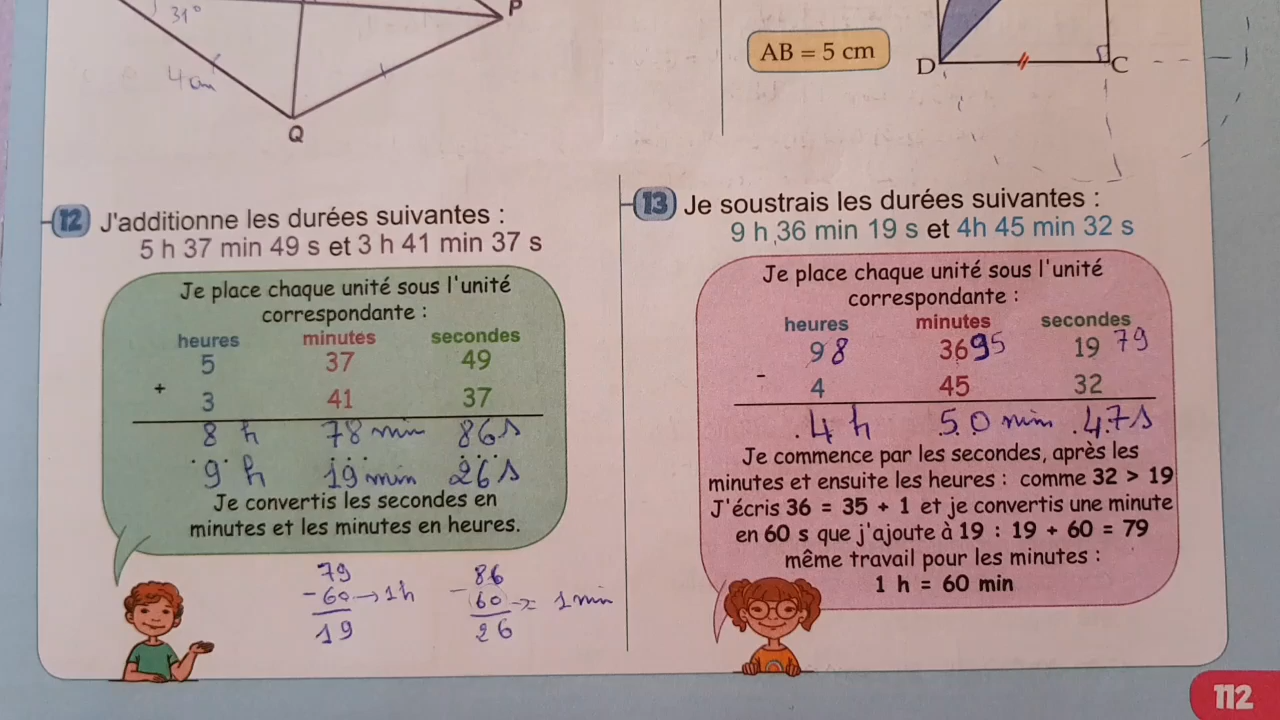 31°
P
4cm
Q
AB = 5 cm
D
C
12 J'additionne les durées suivantes :
5 h 37 min 49 s et 3 h 41 min 37 s
Je place chaque unité sous l'unité
correspondante :
heures minutes secondes
5 37 49
+
3 41 37
8 h 78 min 86 s
9 h 19 min 26 s
Je convertis les secondes en
minutes et les minutes en heures.
79
- 60 → 1h
19
86
- 60 → 1 min
26
13 Je soustrais les durées suivantes :
9 h 36 min 19 s et 4h 45 min 32 s
Je place chaque unité sous l'unité
correspondante :
heures minutes secondes
9 8 36 95 19 79
-
4 45 32
4 h 50 min 47 s
Je commence par les secondes, après les
minutes et ensuite les heures : comme 32 > 19
J'écris 36 = 35 + 1 et je convertis une minute
en 60 s que j'ajoute à 19 : 19 + 60 = 79
même travail pour les minutes :
1 h = 60 min
112